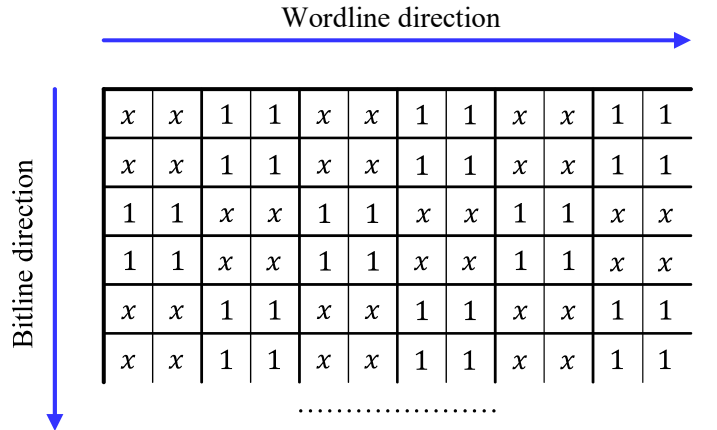 Wordline direction
Bitline direction
x x 1 1 x x 1 1 x x 1 1
x x 1 1 x x 1 1 x x 1 1
1 1 x x 1 1 x x 1 1 x x
1 1 x x 1 1 x x 1 1 x x
x x 1 1 x x 1 1 x x 1 1
x x 1 1 x x 1 1 x x 1 1
.....................